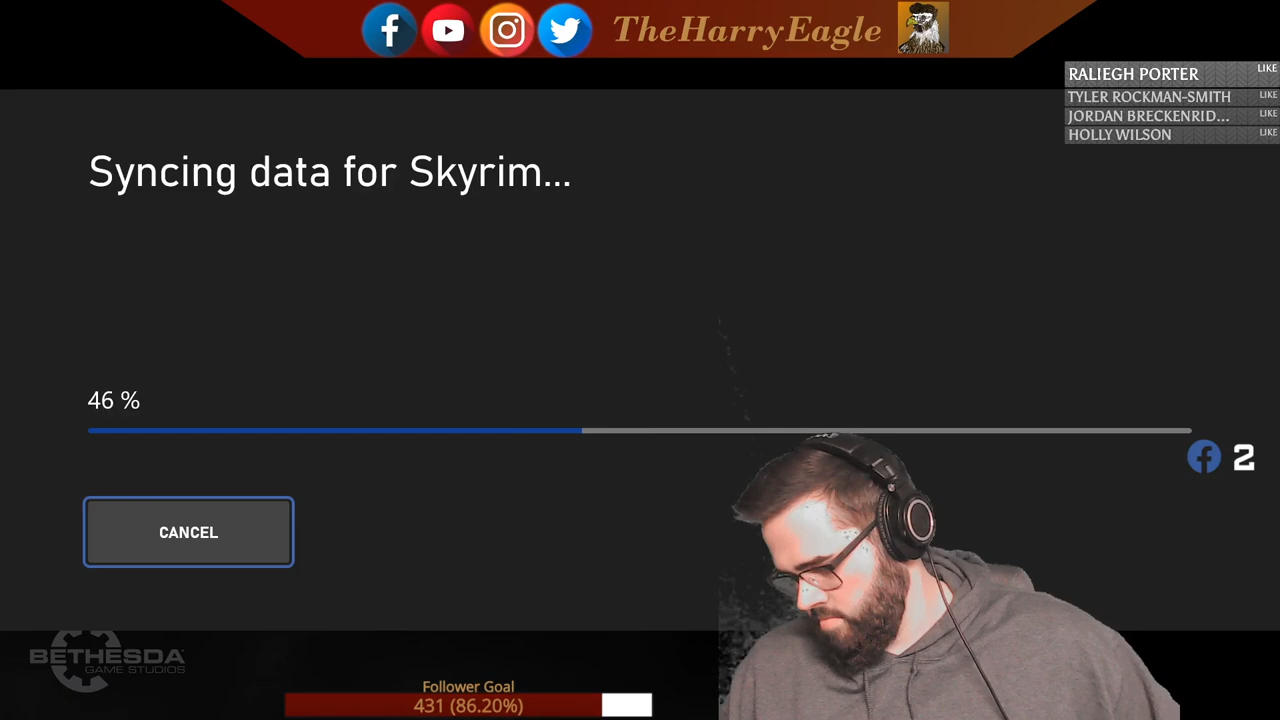 TheHarryEagle
RALIEGH PORTER LIKE
TYLER ROCKMAN-SMITH LIKE
JORDAN BRECKENRID... LIKE
HOLLY WILSON LIKE
Syncing data for Skyrim...
46 %
2
CANCEL
BETHESDA
GAME STUDIOS
Follower Goal
431 (86.20%)